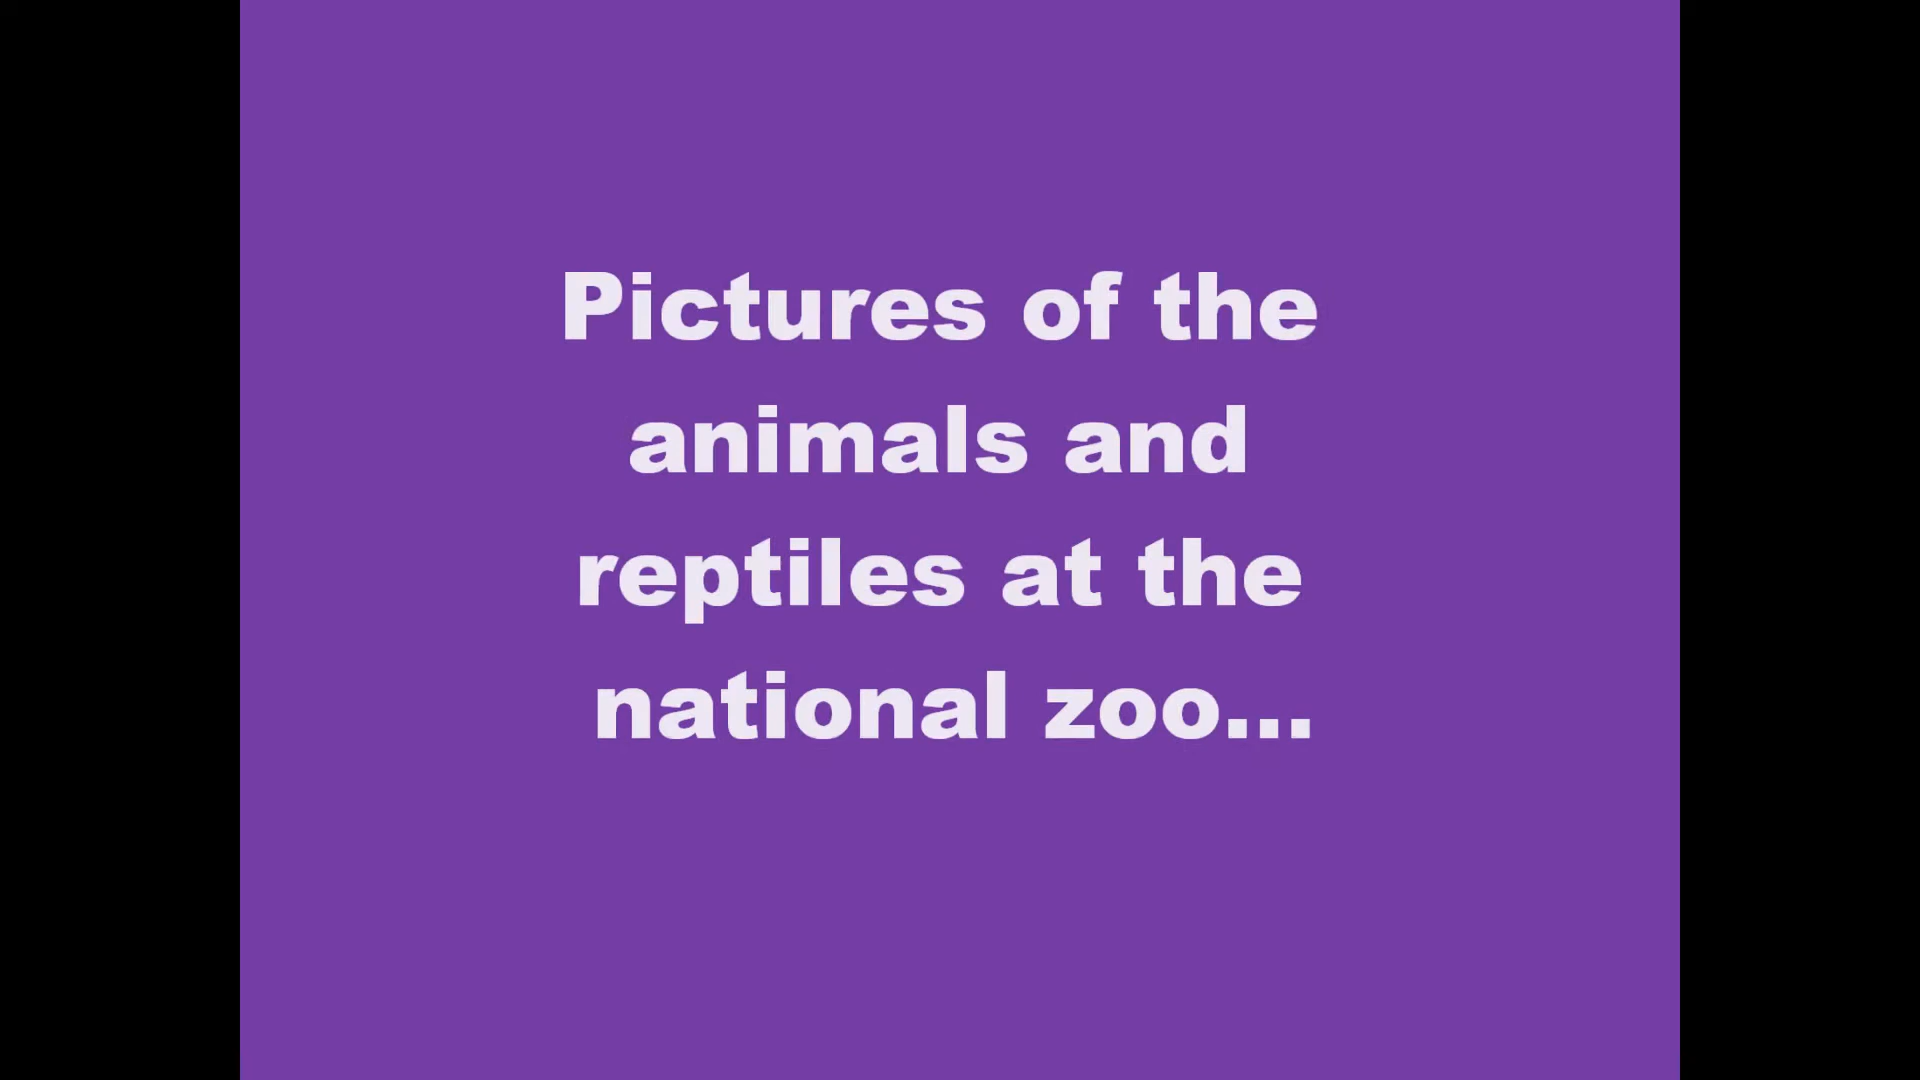 Pictures of the
animals and
reptiles at the
national zoo...